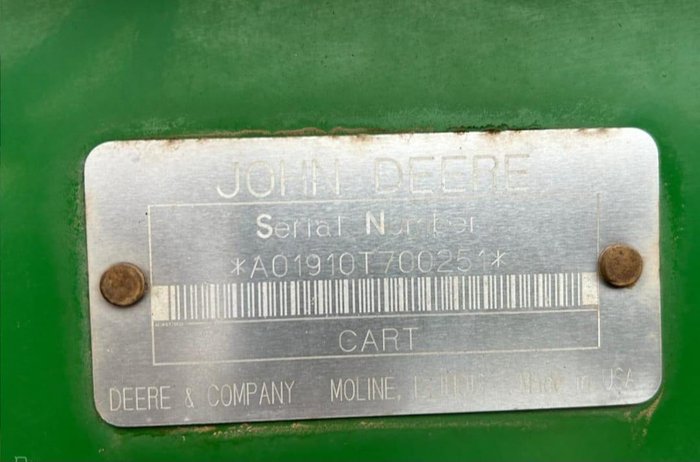 JOHN DEERE
Serial Number
*A01910T700251*
CART
DEERE & COMPANY MOLINE, ILLINOIS Made in USA